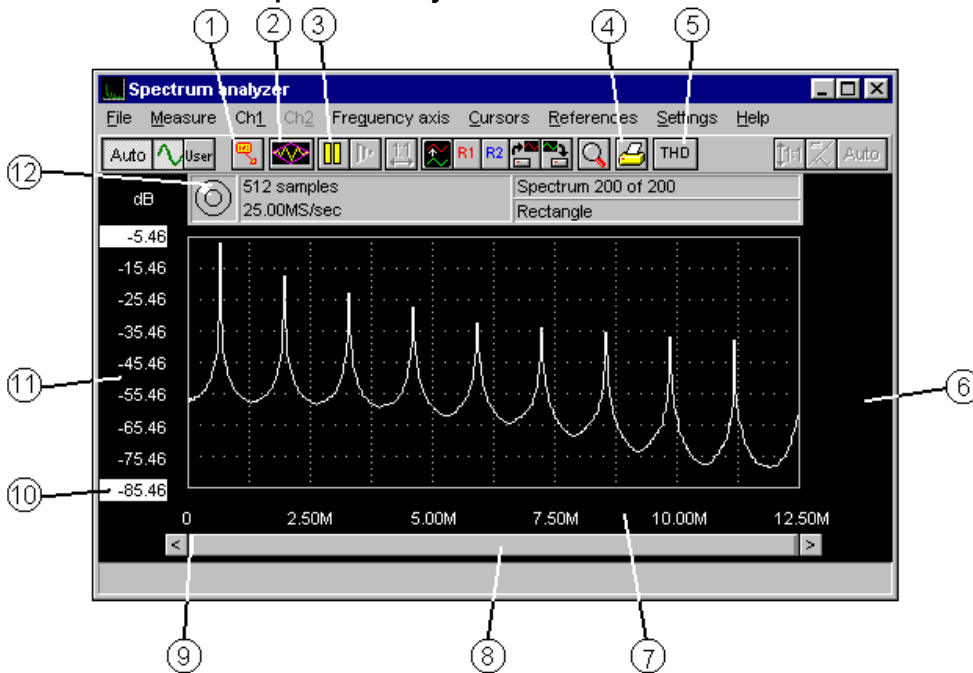 1 2 3 4 5
Spectrum analyzer
File Measure Ch1 Ch2 Frequency axis Cursors References Settings Help
Auto User R1 R2 THD 1:1 Auto
12
dB
512 samples
Spectrum 200 of 200
25.00MS/sec
Rectangle
-5.46
-15.46
-25.46
-35.46
-45.46
11
6
-55.46
-65.46
-75.46
10
-85.46
0 2.50M 5.00M 7.50M 10.00M 12.50M
< >
9 8 7